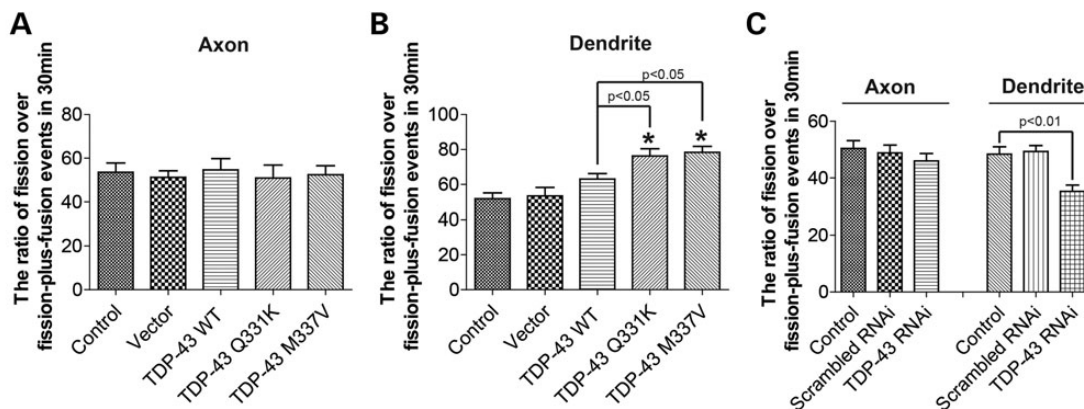 A
Axon
The ratio of fission over
fission-plus-fusion events in 30min
80
60
40
20
0
Control
Vector
TDP-43 WT
TDP-43 Q331K
TDP-43 M337V
B
Dendrite
The ratio of fission over
fission-plus-fusion events in 30min
100
80
60
40
20
0
p<0.05
p<0.05
*
*
Control
Vector
TDP-43 WT
TDP-43 Q331K
TDP-43 M337V
C
Axon
Dendrite
The ratio of fission over
fission-plus-fusion events in 30min
60
40
20
0
p<0.01
Control
Scrambled RNAi
TDP-43 RNAi
Control
Scrambled RNAi
TDP-43 RNAi